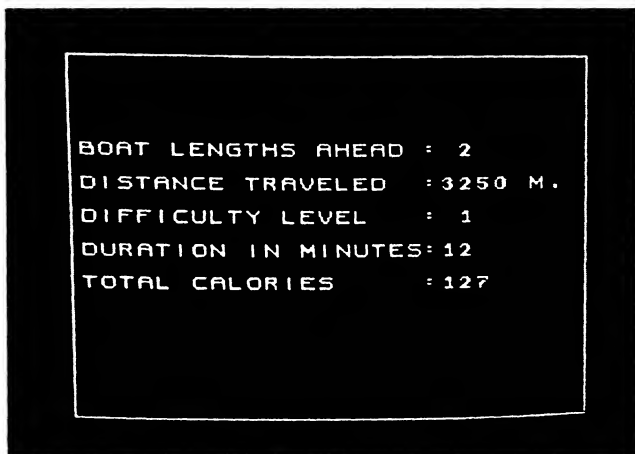 BOAT LENGTHS AHEAD : 2
DISTANCE TRAVELED :3250 M.
DIFFICULTY LEVEL : 1
DURATION IN MINUTES:12
TOTAL CALORIES :127